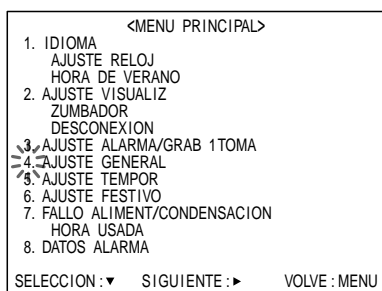 <MENU PRINCIPAL>
1. IDIOMA
AJUSTE RELOJ
HORA DE VERANO
2. AJUSTE VISUALIZ
ZUMBADOR
DESCONEXION
3. AJUSTE ALARMA/GRAB 1TOMA
4. AJUSTE GENERAL
5. AJUSTE TEMPOR
6. AJUSTE FESTIVO
7. FALLO ALIMENT/CONDENSACION
HORA USADA
8. DATOS ALARMA
SELECCION :▼ SIGUIENTE :► VOLVE : MENU